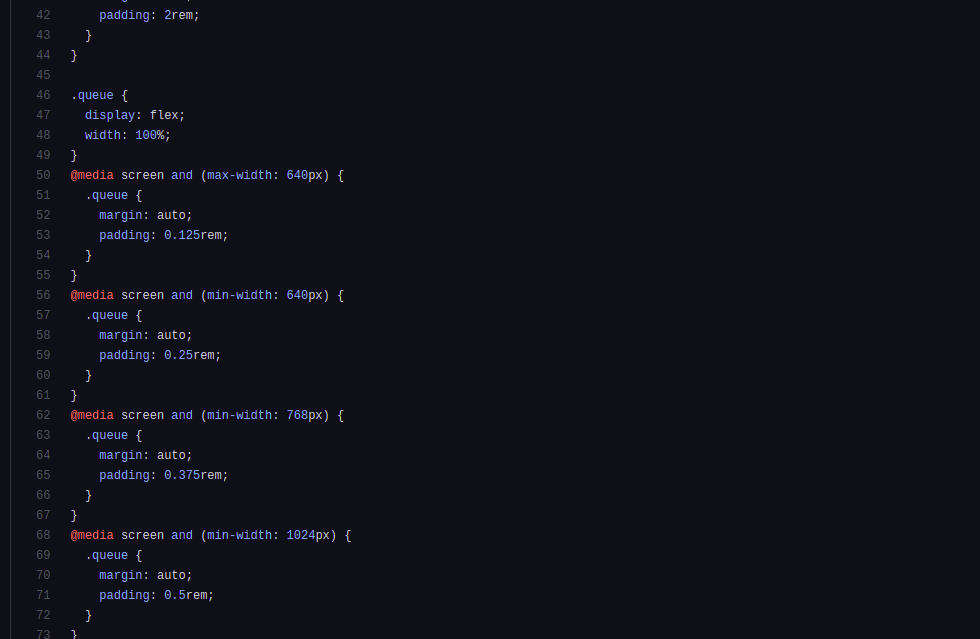 42 padding: 2rem;
43 }
44 }
45
46 .queue {
47 display: flex;
48 width: 100%;
49 }
50 @media screen and (max-width: 640px) {
51 .queue {
52 margin: auto;
53 padding: 0.125rem;
54 }
55 }
56 @media screen and (min-width: 640px) {
57 .queue {
58 margin: auto;
59 padding: 0.25rem;
60 }
61 }
62 @media screen and (min-width: 768px) {
63 .queue {
64 margin: auto;
65 padding: 0.375rem;
66 }
67 }
68 @media screen and (min-width: 1024px) {
69 .queue {
70 margin: auto;
71 padding: 0.5rem;
72 }
73 }